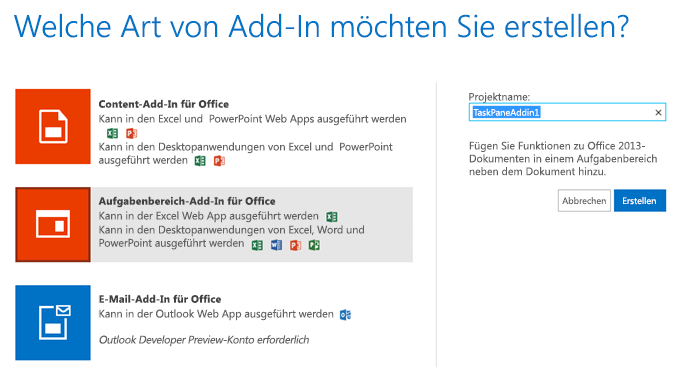 Welche Art von Add-In möchten Sie erstellen?
Content-Add-In für Office
Kann in den Excel und PowerPoint Web Apps ausgeführt werden
Kann in den Desktopanwendungen von Excel und PowerPoint
ausgeführt werden
Aufgabenbereich-Add-In für Office
Kann in der Excel Web App ausgeführt werden
Kann in den Desktopanwendungen von Excel, Word und
PowerPoint ausgeführt werden
E-Mail-Add-In für Office
Kann in der Outlook Web App ausgeführt werden
Outlook Developer Preview-Konto erforderlich
Projektname:
TaskPaneAddin1
Fügen Sie Funktionen zu Office 2013-
Dokumenten in einem Aufgabenbereich
neben dem Dokument hinzu.
Abbrechen Erstellen